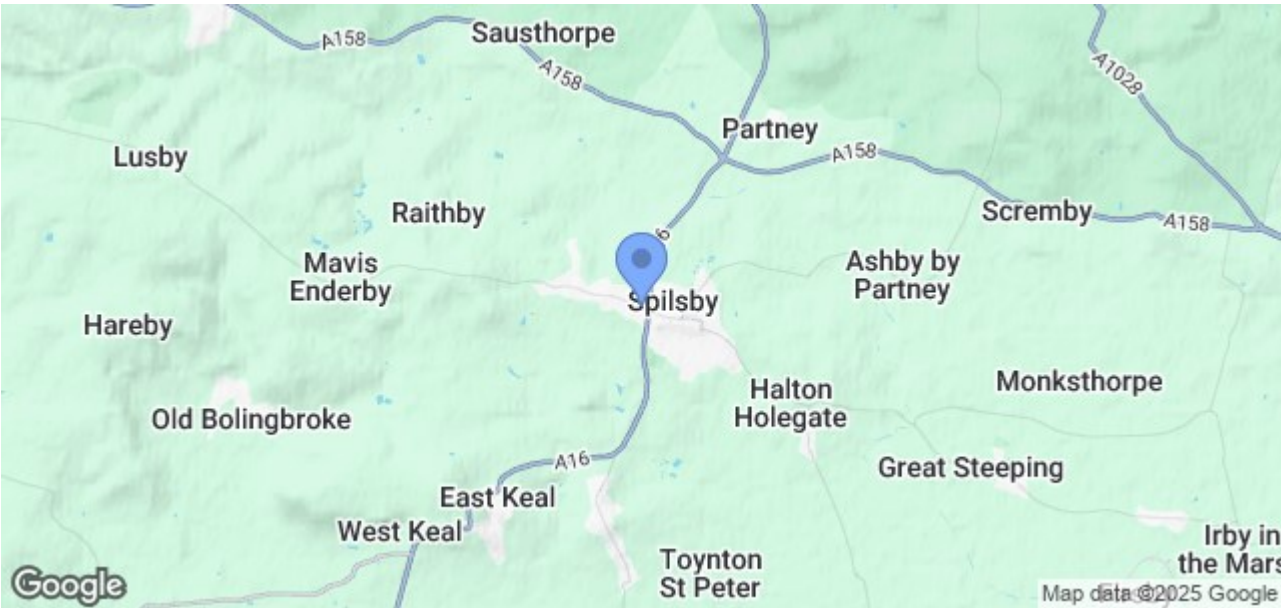 Sausthorpe
A158
A158
A1028
Partney
A158
Lusby
Raithby
Scremby
A158
6
Mavis
Enderby
Ashby by
Partney
Spilsby
Hareby
Monksthorpe
Halton
Holegate
Old Bolingbroke
A16
Great Steeping
East Keal
West Keal
Irby in
the Mars
Toynton
St Peter
Google
Map data ©2025 Google